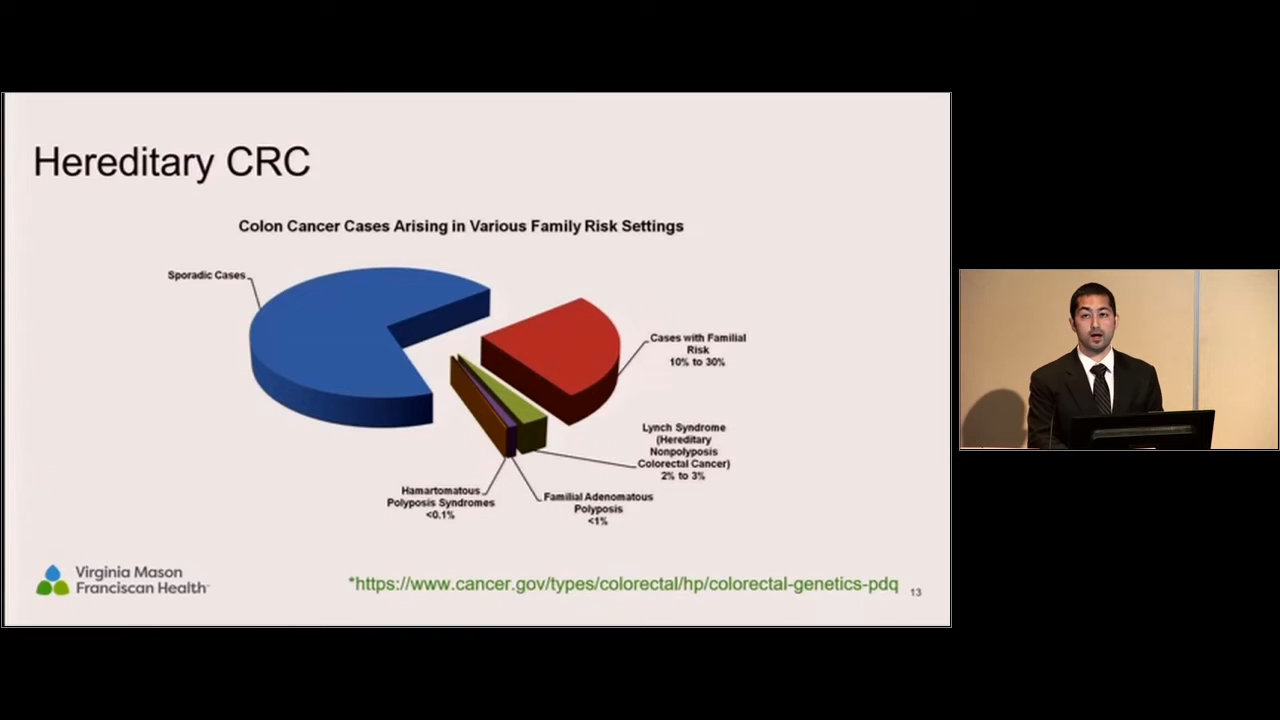 Hereditary CRC
Colon Cancer Cases Arising in Various Family Risk Settings
Sporadic Cases
Cases with Familial
Risk
10% to 30%
Lynch Syndrome
(Hereditary
Nonpolyposis
Colorectal Cancer)
2% to 3%
Hamartomatous
Polyposis Syndromes
<0.1%
Familial Adenomatous
Polyposis
<1%
Virginia Mason
Franciscan Health
*https://www.cancer.gov/types/colorectal/hp/colorectal-genetics-pdq
13